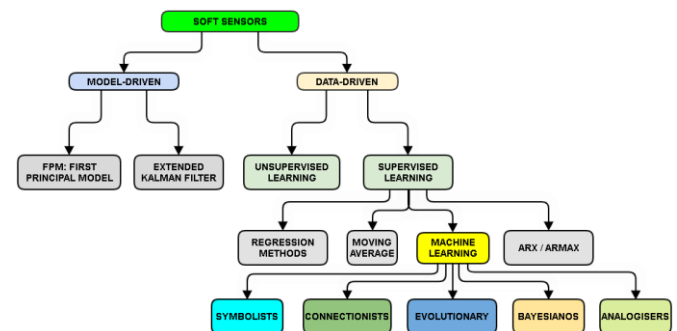 SOFT SENSORS
MODEL-DRIVEN
DATA-DRIVEN
FPM: FIRST
PRINCIPAL MODEL
EXTENDED
KALMAN FILTER
UNSUPERVISED
LEARNING
SUPERVISED
LEARNING
REGRESSION
METHODS
MOVING
AVERAGE
MACHINE
LEARNING
ARX / ARMAX
SYMBOLISTS
CONNECTIONISTS
EVOLUTIONARY
BAYESIANOS
ANALOGISERS